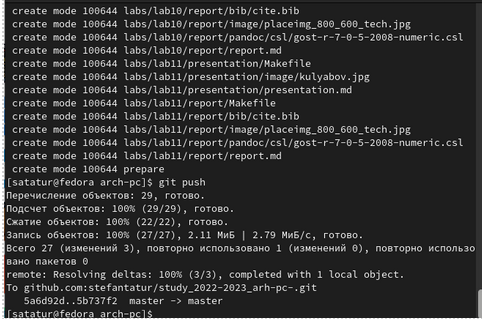 create mode 100644 labs/lab10/report/bib/cite.bib
create mode 100644 labs/lab10/report/image/placeimg_800_600_tech.jpg
create mode 100644 labs/lab10/report/pandoc/csl/gost-r-7-0-5-2008-numeric.csl
create mode 100644 labs/lab10/report/report.md
create mode 100644 labs/lab11/presentation/Makefile
create mode 100644 labs/lab11/presentation/image/kulyabov.jpg
create mode 100644 labs/lab11/presentation/presentation.md
create mode 100644 labs/lab11/report/Makefile
create mode 100644 labs/lab11/report/bib/cite.bib
create mode 100644 labs/lab11/report/image/placeimg_800_600_tech.jpg
create mode 100644 labs/lab11/report/pandoc/csl/gost-r-7-0-5-2008-numeric.csl
create mode 100644 labs/lab11/report/report.md
create mode 100644 prepare
[satatur@fedora arch-pc]$ git push
Перечисление объектов: 29, готово.
Подсчет объектов: 100% (29/29), готово.
Сжатие объектов: 100% (22/22), готово.
Запись объектов: 100% (27/27), 2.11 МиБ | 2.79 МиБ/с, готово.
Всего 27 (изменений 3), повторно использовано 1 (изменений 0), повторно использо
вано пакетов 0
remote: Resolving deltas: 100% (3/3), completed with 1 local object.
To github.com:stefantatur/study_2022-2023_arh-pc-.git
5a6d92d..5b737f2 master -> master
[satatur@fedora arch-pc]$